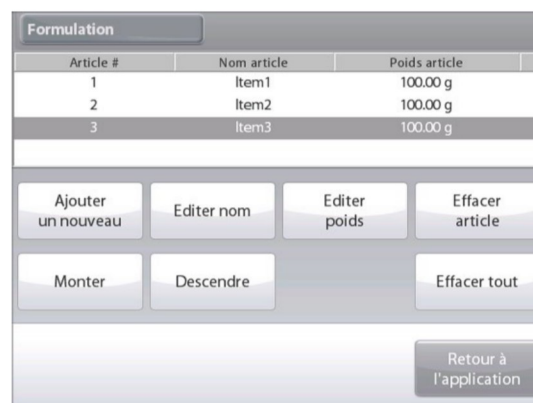 Formulation
Article # Nom article Poids article
1 Item1 100.00 g
2 Item2 100.00 g
3 Item3 100.00 g
Ajouter un nouveau
Editer nom
Editer poids
Effacer article
Monter
Descendre
Effacer tout
Retour à l'application